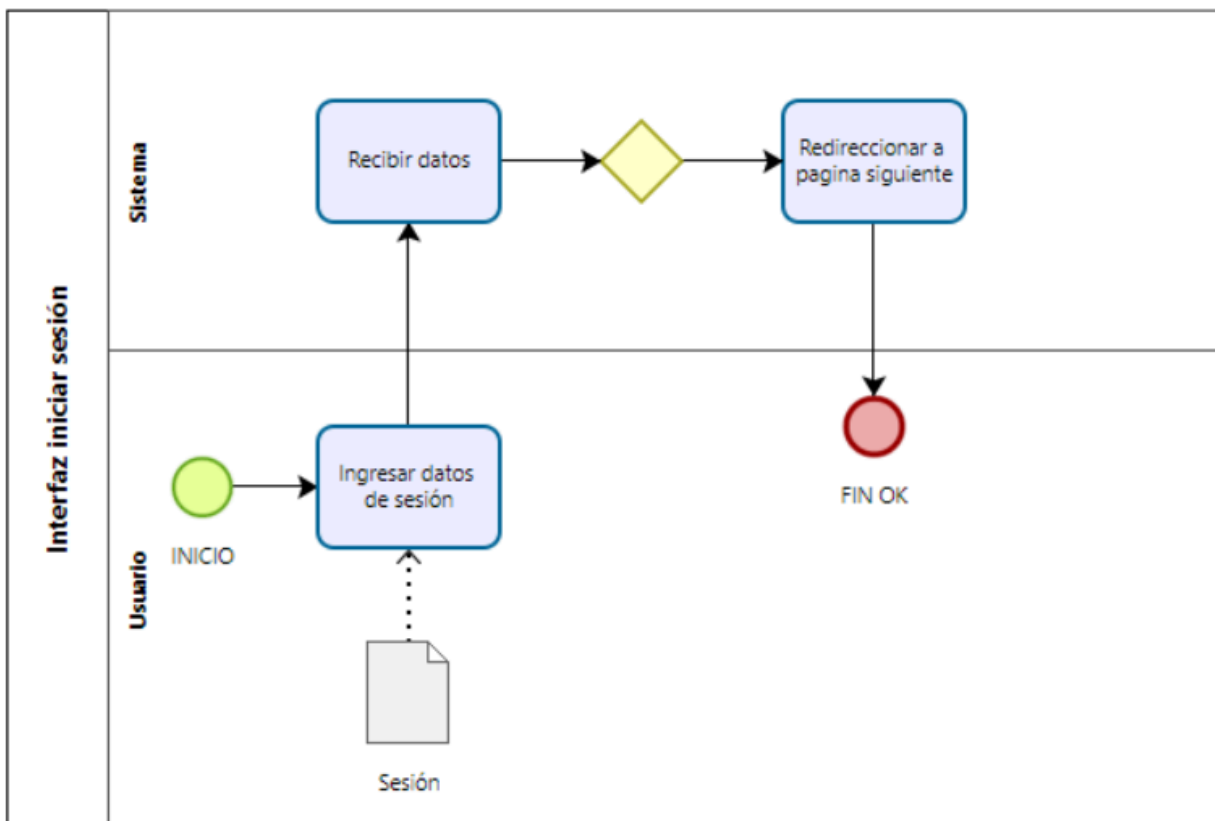 Interfaz iniciar sesión
Sistema
Recibir datos
Redireccionar a
pagina siguiente
Usuario
INICIO
Ingresar datos
de sesión
Sesión
FIN OK